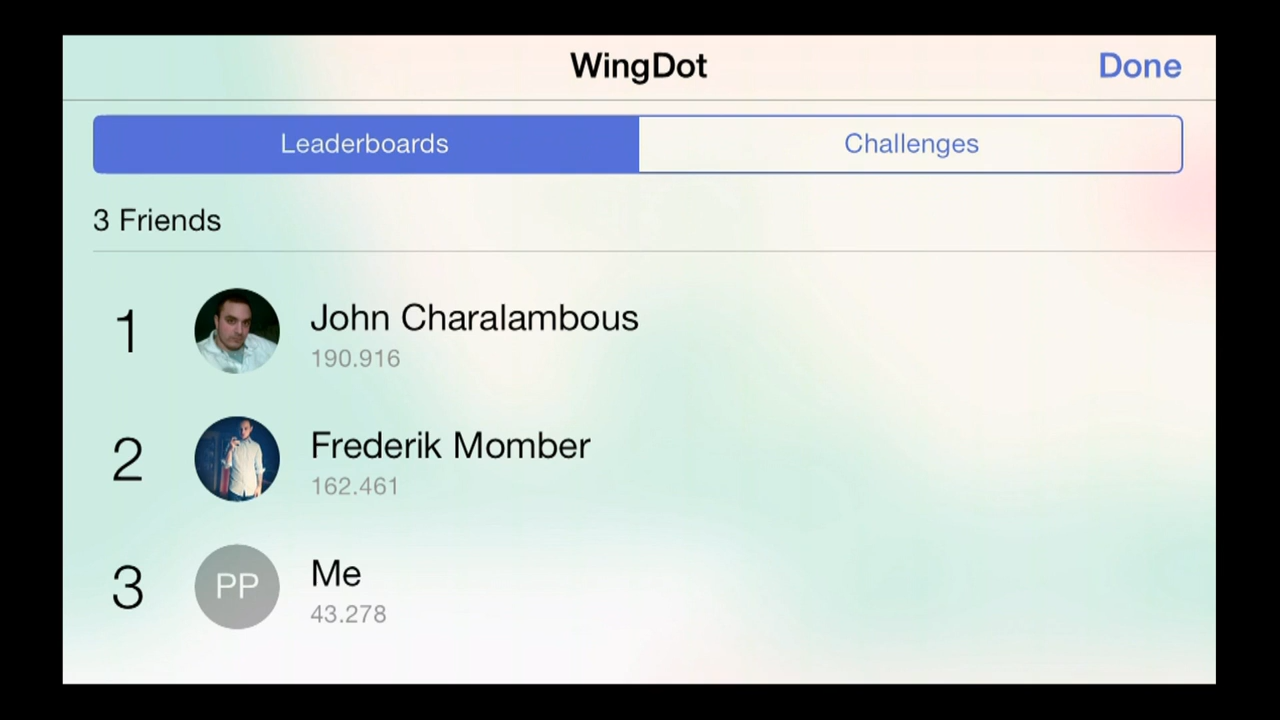 WingDot
Done
Leaderboards
Challenges
3 Friends
1
John Charalambous
190.916
2
Frederik Momber
162.461
3
PP
Me
43.278